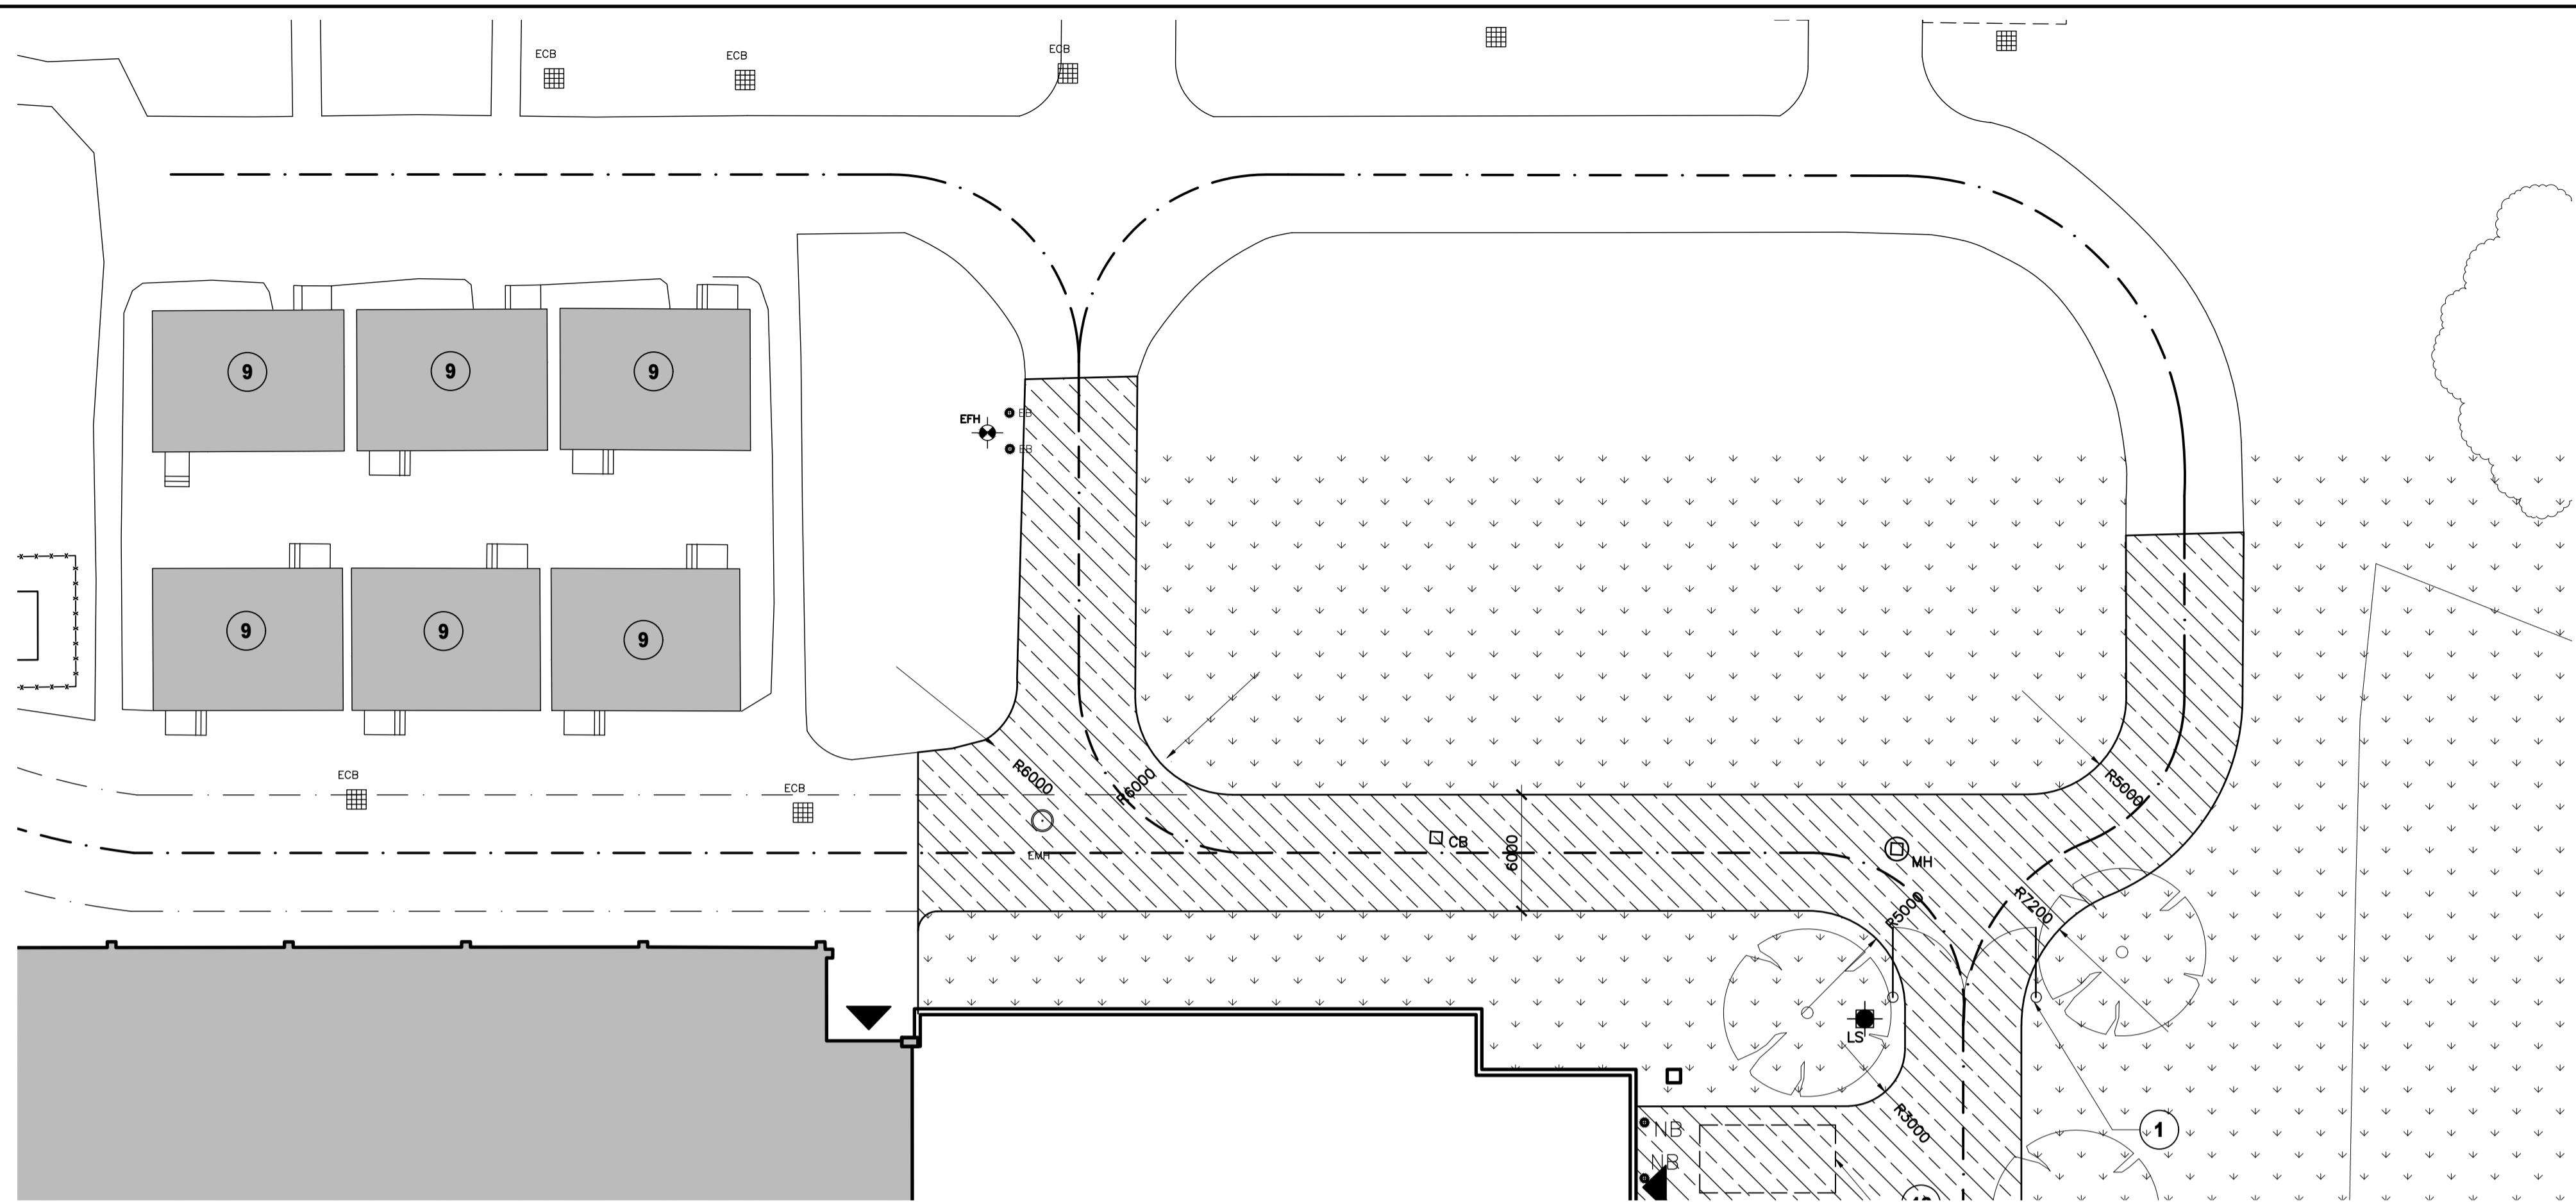 ECB
ECB
ECB
9
9
9
EFH
EB
EB
9
9
9
ECB
ECB
R6000
R6000
R5000
EMH
CB
6000
MH
R5000
R7200
LS
R3000
1
NB
NB